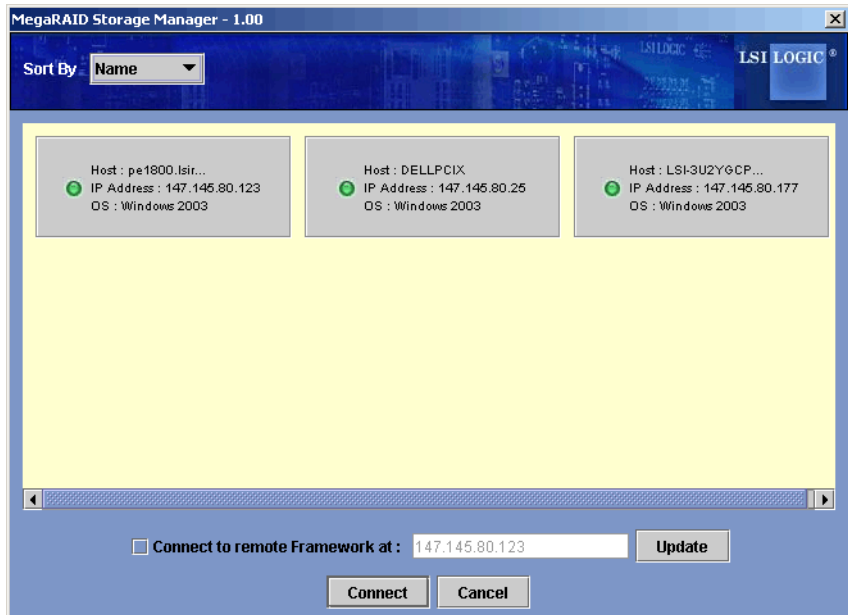 MegaRAID Storage Manager - 1.00
Sort By Name
LSI LOGIC
LSI LOGIC ®
Host : pe1800.lsir...
IP Address : 147.145.80.123
OS : Windows 2003
Host : DELLPCIX
IP Address : 147.145.80.25
OS : Windows 2003
Host : LSI-3U2YGCP...
IP Address : 147.145.80.177
OS : Windows 2003
Connect to remote Framework at : 147.145.80.123 Update
Connect Cancel